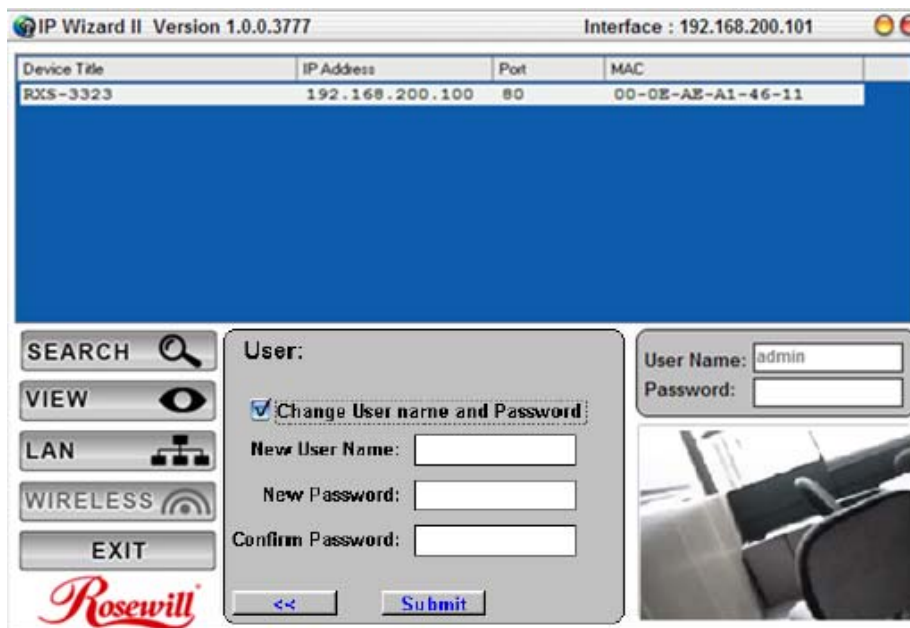 IP Wizard II Version 1.0.0.3777 Interface : 192.168.200.101
Device Title IP Address Port MAC
RXS-3323 192.168.200.100 80 00-0E-AE-A1-46-11
SEARCH
VIEW
LAN
WIRELESS
EXIT
Rosewill
User:
Change User name and Password
New User Name:
New Password:
Confirm Password:
<< Submit
User Name: admin
Password: